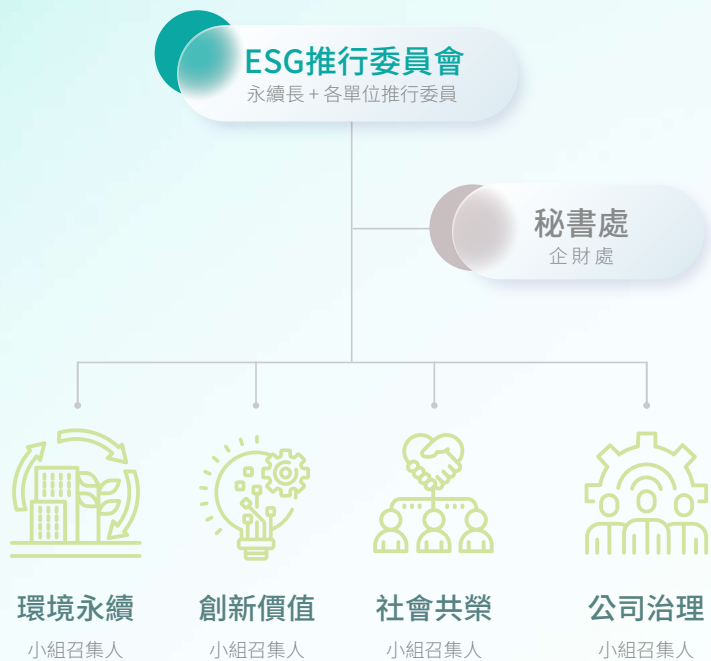 ESG推行委員會
永續長 + 各單位推行委員
秘書處
企財處
環境永續
小組召集人
創新價值
小組召集人
社會共榮
小組召集人
公司治理
小組召集人